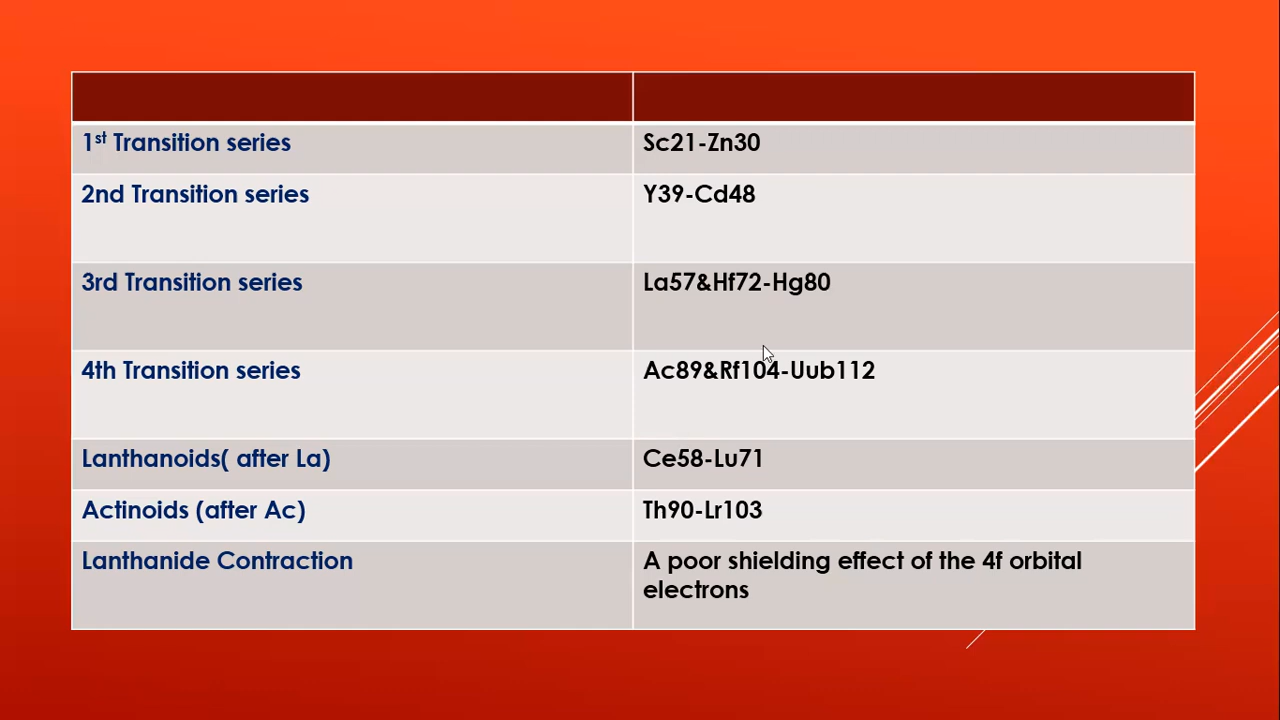 1st Transition series Sc21-Zn30
2nd Transition series Y39-Cd48
3rd Transition series La57&Hf72-Hg80
4th Transition series Ac89&Rf104-Uub112
Lanthanoids( after La) Ce58-Lu71
Actinoids (after Ac) Th90-Lr103
Lanthanide Contraction A poor shielding effect of the 4f orbital
electrons